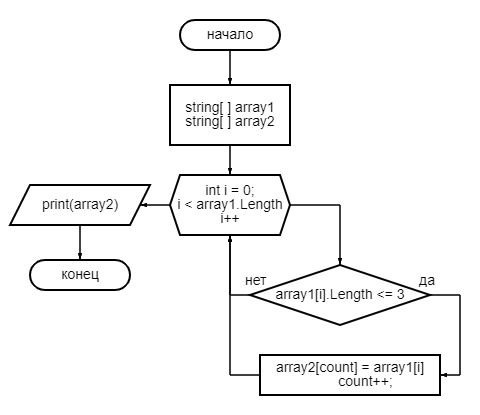 начало
string[ ] array1
string[ ] array2
int i = 0;
i < array1.Length
i++
print(array2)
конец
нет
да
array1[i].Length <= 3
array2[count] = array1[i]
count++;